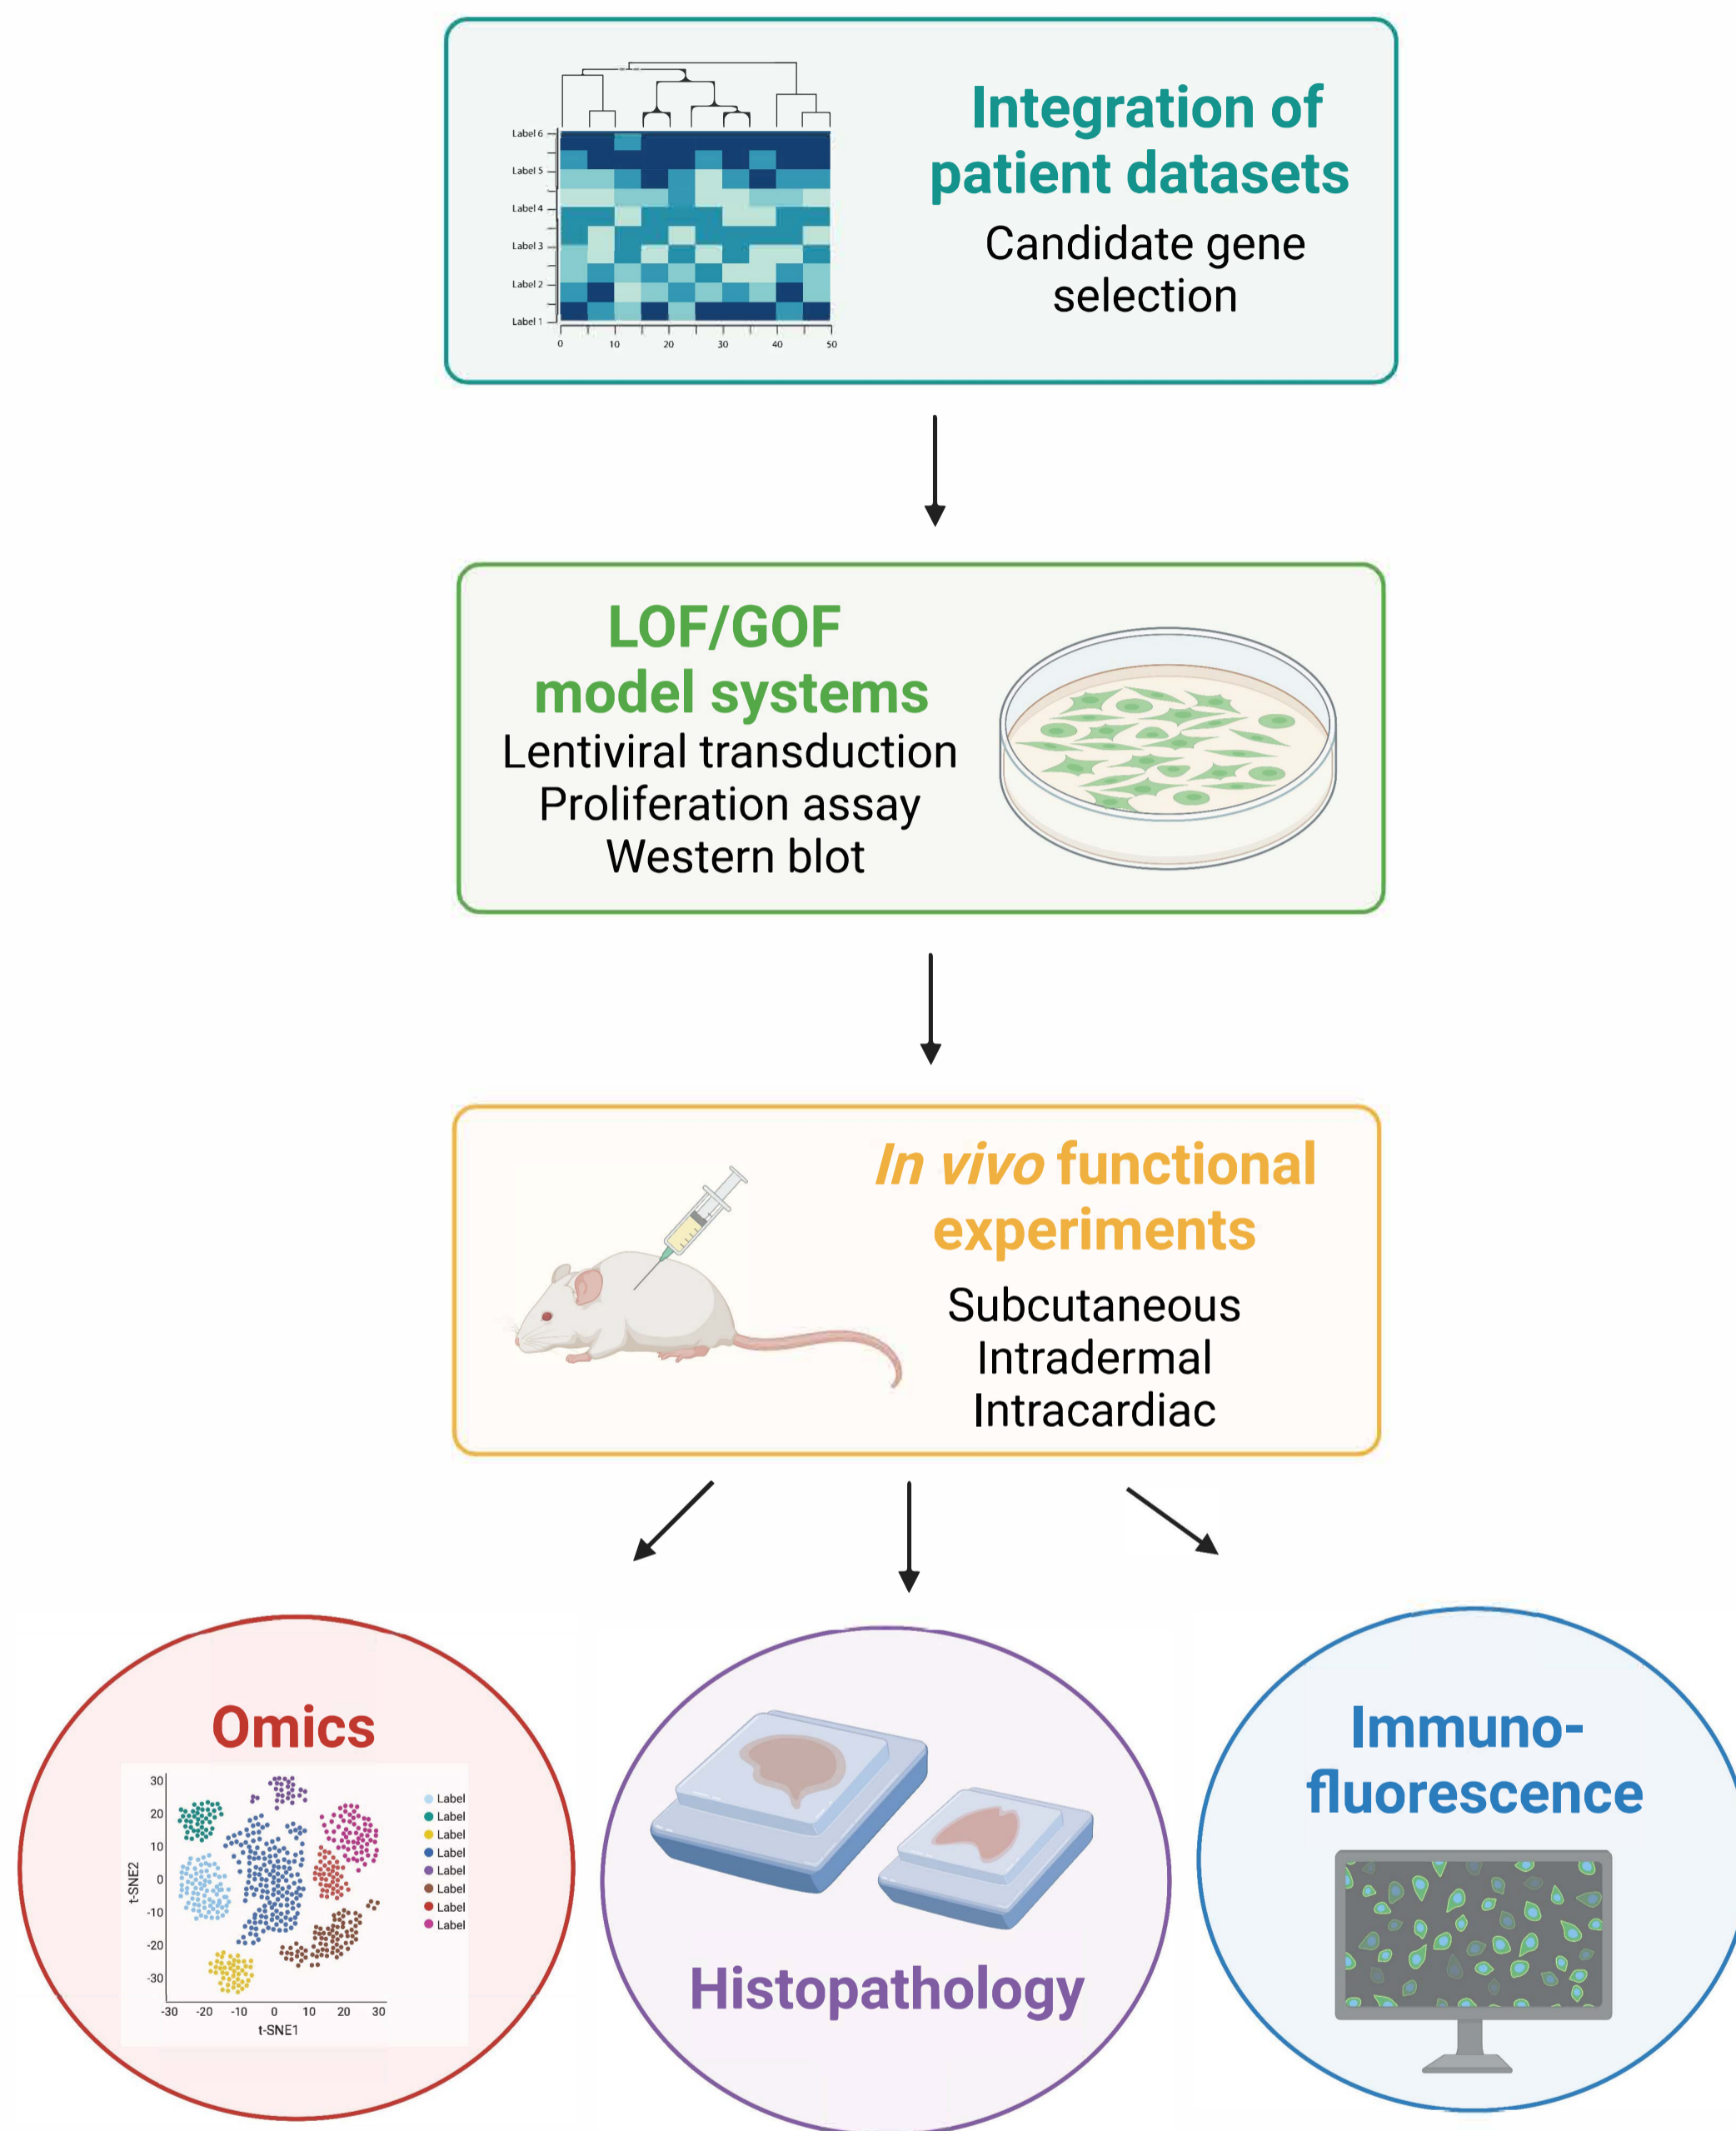 Integration of
patient datasets
Candidate gene
selection
Label 6
Label 5
Label 4
Label 3
Label 2
Label 1
0 10 20 30 40 50
LOF/GOF
model systems
Lentiviral transduction
Proliferation assay
Western blot
In vivo functional
experiments
Subcutaneous
Intradermal
Intracardiac
Omics
t-SNE2
30
20
10
0
-10
-20
-30
-30 -20 -10 0 10 20 30
t-SNE1
Label
Label
Label
Label
Label
Label
Label
Label
Histopathology
Immuno-
fluorescence